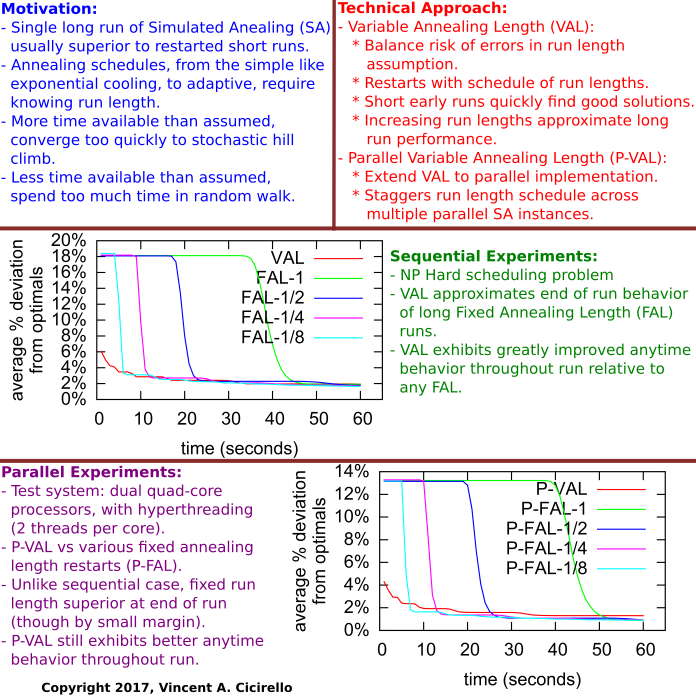 Motivation:
- Single long run of Simulated Anealing (SA)
usually superior to restarted short runs.
- Annealing schedules, from the simple like
exponential cooling, to adaptive, require
knowing run length.
- More time available than assumed,
converge too quickly to stochastic hill
climb.
- Less time available than assumed,
spend too much time in random walk.
Technical Approach:
- Variable Annealing Length (VAL):
* Balance risk of errors in run length
assumption.
* Restarts with schedule of run lengths.
* Short early runs quickly find good solutions.
* Increasing run lengths approximate long
run performance.
- Parallel Variable Annealing Length (P-VAL):
* Extend VAL to parallel implementation.
* Staggers run length schedule across
multiple parallel SA instances.
average % deviation
from optimals
20%
18%
16%
14%
12%
10%
8%
6%
4%
2%
0%
VAL
FAL-1
FAL-1/2
FAL-1/4
FAL-1/8
0 10 20 30 40 50 60
time (seconds)
Sequential Experiments:
- NP Hard scheduling problem
- VAL approximates end of run behavior
of long Fixed Annealing Length (FAL)
runs.
- VAL exhibits greatly improved anytime
behavior throughout run relative to
any FAL.
Parallel Experiments:
- Test system: dual quad-core
processors, with hyperthreading
(2 threads per core).
- P-VAL vs various fixed annealing
length restarts (P-FAL).
- Unlike sequential case, fixed run
length superior at end of run
(though by small margin).
- P-VAL still exhibits better anytime
behavior throughout run.
average % deviation
from optimals
14%
12%
10%
8%
6%
4%
2%
0%
P-VAL
P-FAL-1
P-FAL-1/2
P-FAL-1/4
P-FAL-1/8
0 10 20 30 40 50 60
time (seconds)
Copyright 2017, Vincent A. Cicirello